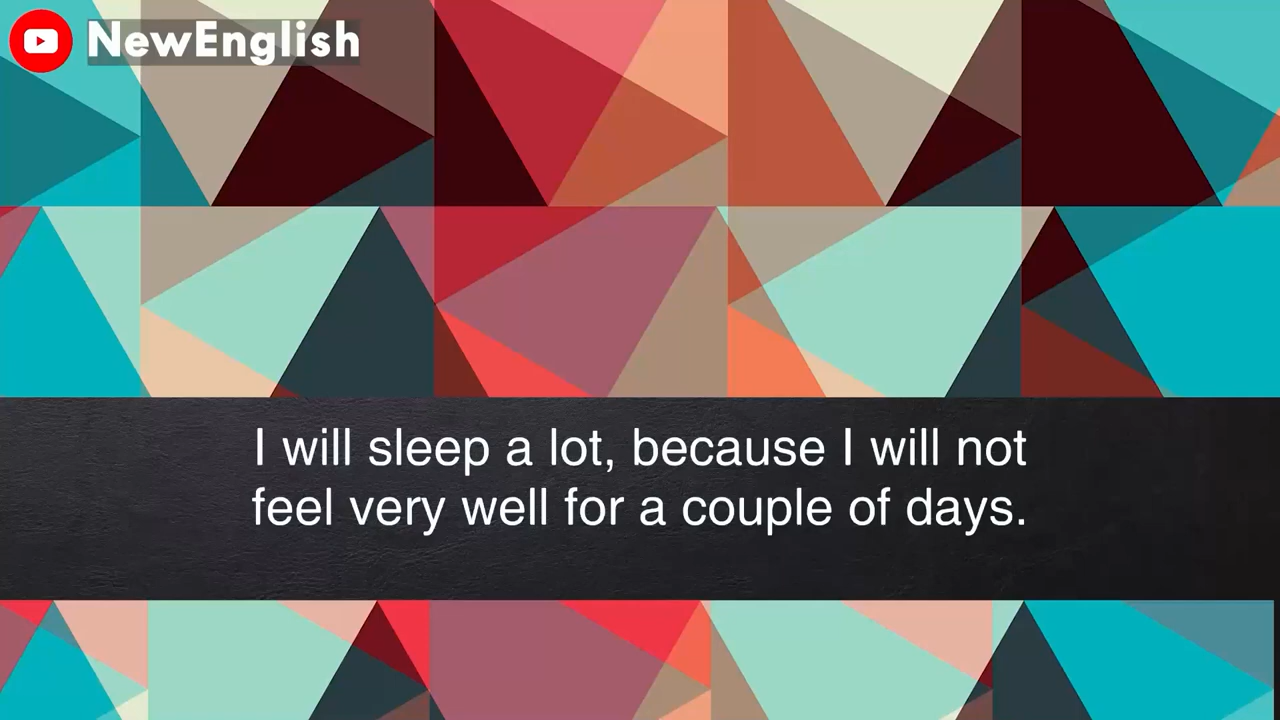 NewEnglish
I will sleep a lot, because I will not
feel very well for a couple of days.